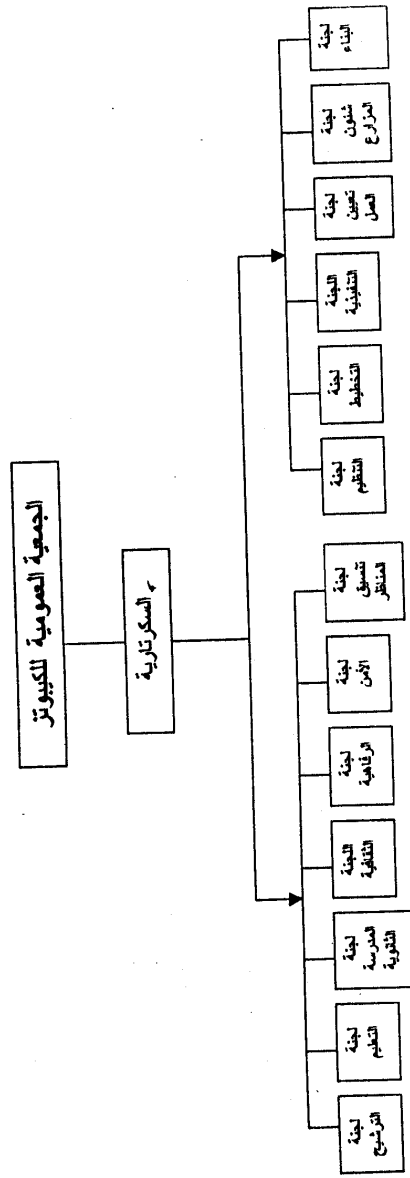 الجمعية العمومية للكيبوتز
السكرتارية
لجنة
البناء
لجنة
شئون
المزارع
لجنة
تعيين
العمل
اللجنة
التنفيذية
لجنة
التخطيط
لجنة
التنظيم
لجنة
تنسيق
المناظر
لجنة
الأمن
لجنة
الرفاهية
اللجنة
الثقافية
لجنة
المدرسة
الثانوية
لجنة
التعليم
لجنة
الترشيح